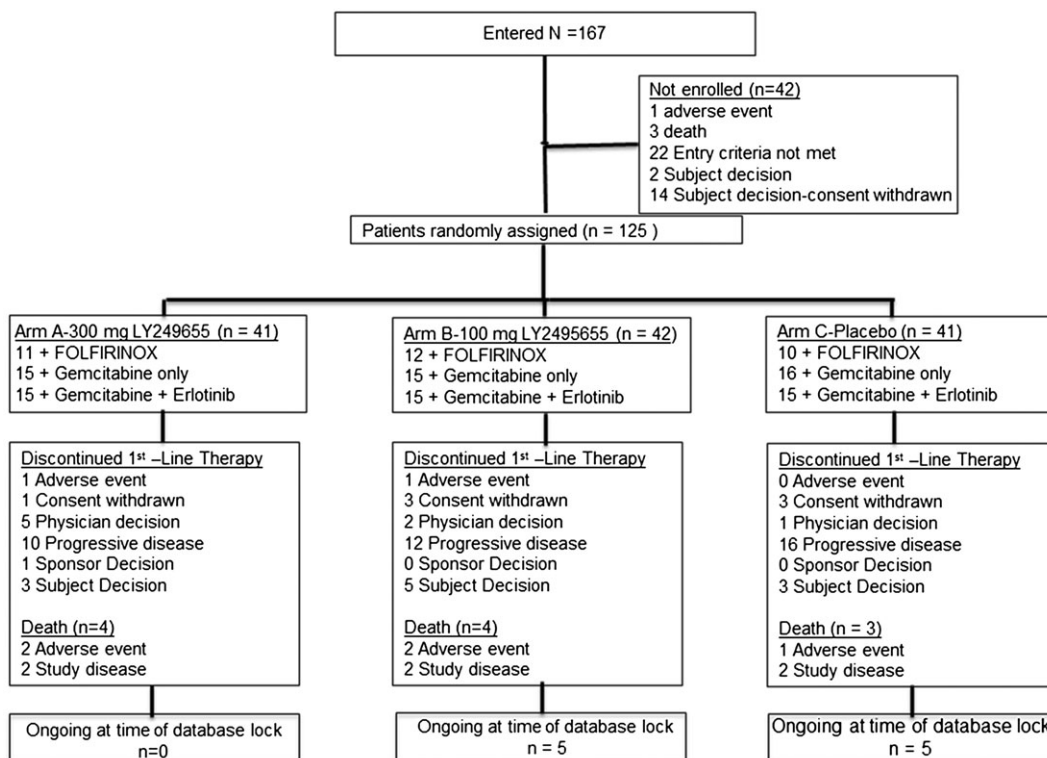 Entered N =167
Not enrolled (n=42)
1 adverse event
3 death
22 Entry criteria not met
2 Subject decision
14 Subject decision-consent withdrawn
Patients randomly assigned (n = 125 )
Arm A-300 mg LY249655 (n = 41)
11 + FOLFIRINOX
15 + Gemcitabine only
15 + Gemcitabine + Erlotinib
Arm B-100 mg LY2495655 (n = 42)
12 + FOLFIRINOX
15 + Gemcitabine only
15 + Gemcitabine + Erlotinib
Arm C-Placebo (n = 41)
10 + FOLFIRINOX
16 + Gemcitabine only
15 + Gemcitabine + Erlotinib
Discontinued 1st –Line Therapy
1 Adverse event
1 Consent withdrawn
5 Physician decision
10 Progressive disease
1 Sponsor Decision
3 Subject Decision
Death (n=4)
2 Adverse event
2 Study disease
Discontinued 1st –Line Therapy
1 Adverse event
3 Consent withdrawn
2 Physician decision
12 Progressive disease
0 Sponsor Decision
5 Subject Decision
Death (n=4)
2 Adverse event
2 Study disease
Discontinued 1st –Line Therapy
0 Adverse event
3 Consent withdrawn
1 Physician decision
16 Progressive disease
0 Sponsor Decision
3 Subject Decision
Death (n = 3)
1 Adverse event
2 Study disease
Ongoing at time of database lock
n=0
Ongoing at time of database lock
n = 5
Ongoing at time of database lock
n = 5